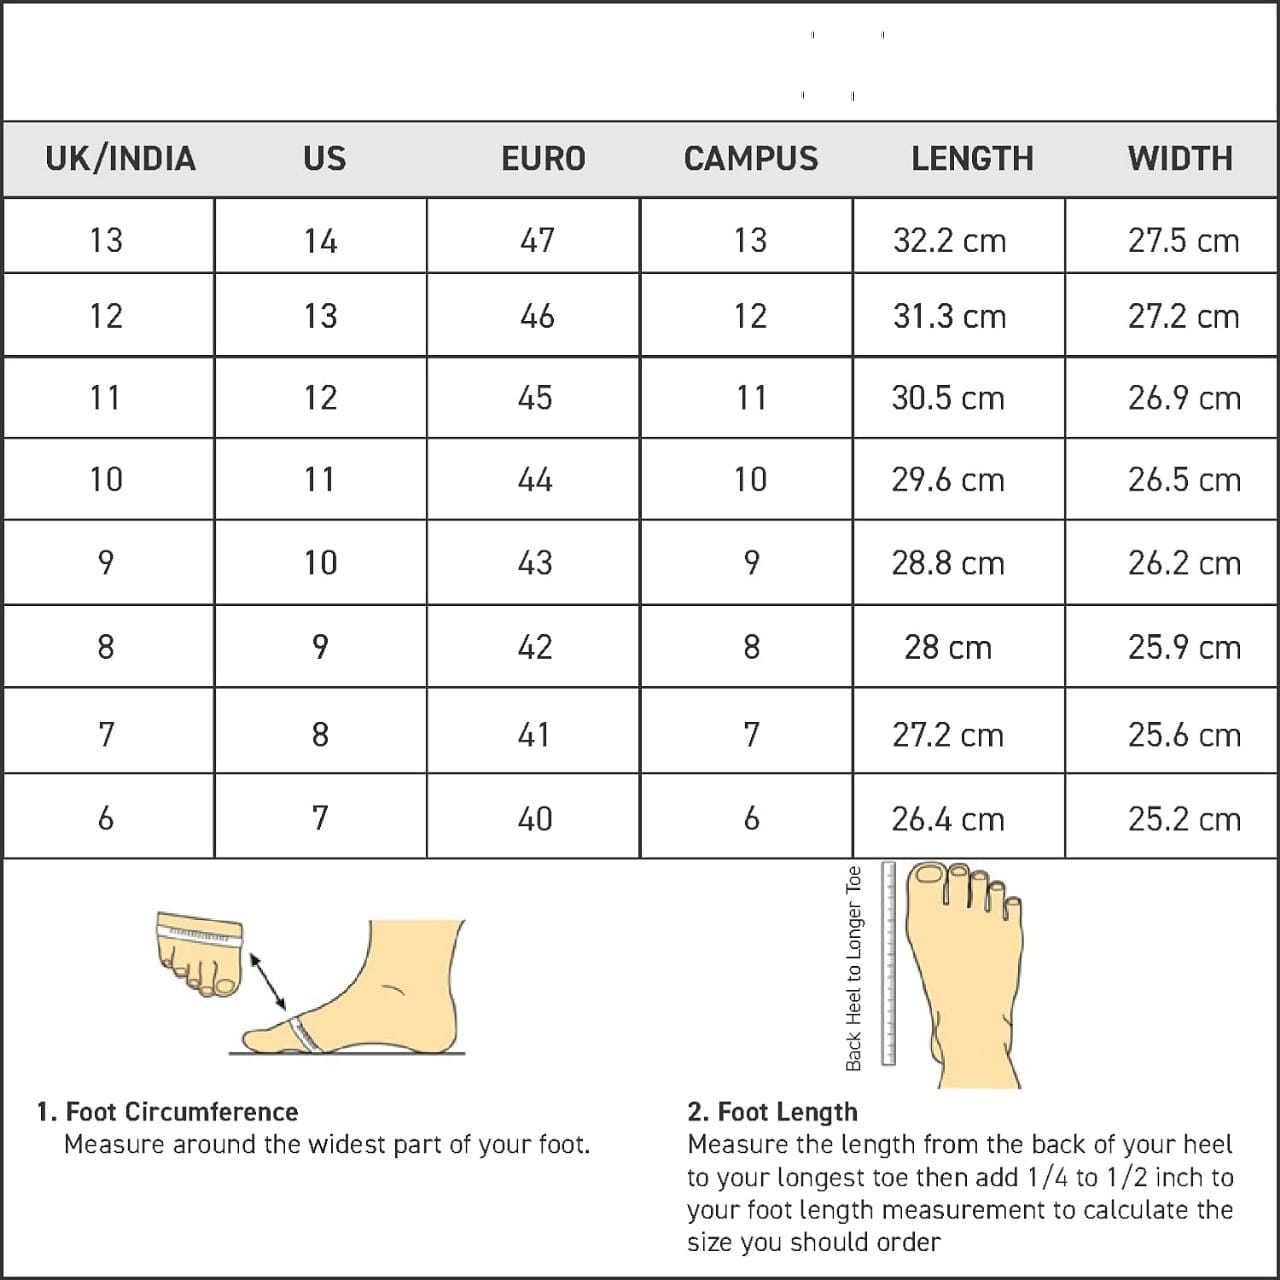 UK/INDIA US EURO CAMPUS LENGTH WIDTH
13 14 47 13 32.2 cm 27.5 cm
12 13 46 12 31.3 cm 27.2 cm
11 12 45 11 30.5 cm 26.9 cm
10 11 44 10 29.6 cm 26.5 cm
9 10 43 9 28.8 cm 26.2 cm
8 9 42 8 28 cm 25.9 cm
7 8 41 7 27.2 cm 25.6 cm
6 7 40 6 26.4 cm 25.2 cm
Back Heel to Longer Toe
1. Foot Circumference
Measure around the widest part of your foot.
2. Foot Length
Measure the length from the back of your heel
to your longest toe then add 1/4 to 1/2 inch to
your foot length measurement to calculate the
size you should order